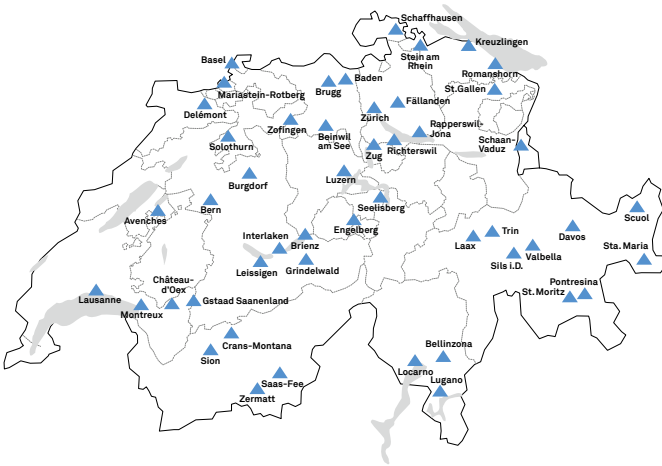 Schaffhausen
Kreuzlingen
Stein am
Rhein
Basel
Romanshorn
Baden
Brugg
St.Gallen
Mariastein-Rotberg
Delémont
Fällanden
Zürich
Zofingen
Beinwil
am See
Rapperswil-
Jona
Solothurn
Zug
Richterswil
Schaan-
Vaduz
Luzern
Burgdorf
Bern
Seelisberg
Avenches
Engelberg
Scuol
Interlaken
Brienz
Trin
Laax
Davos
Valbella
Sta. Maria
Leissigen
Grindelwald
Sils i.D.
Château-
d'Oex
Pontresina
St.Moritz
Lausanne
Montreux
Gstaad Saanenland
Crans-Montana
Sion
Bellinzona
Locarno
Lugano
Saas-Fee
Zermatt